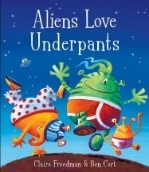 Aliens Love
Underpants
Claire Freedman & Ben Cort